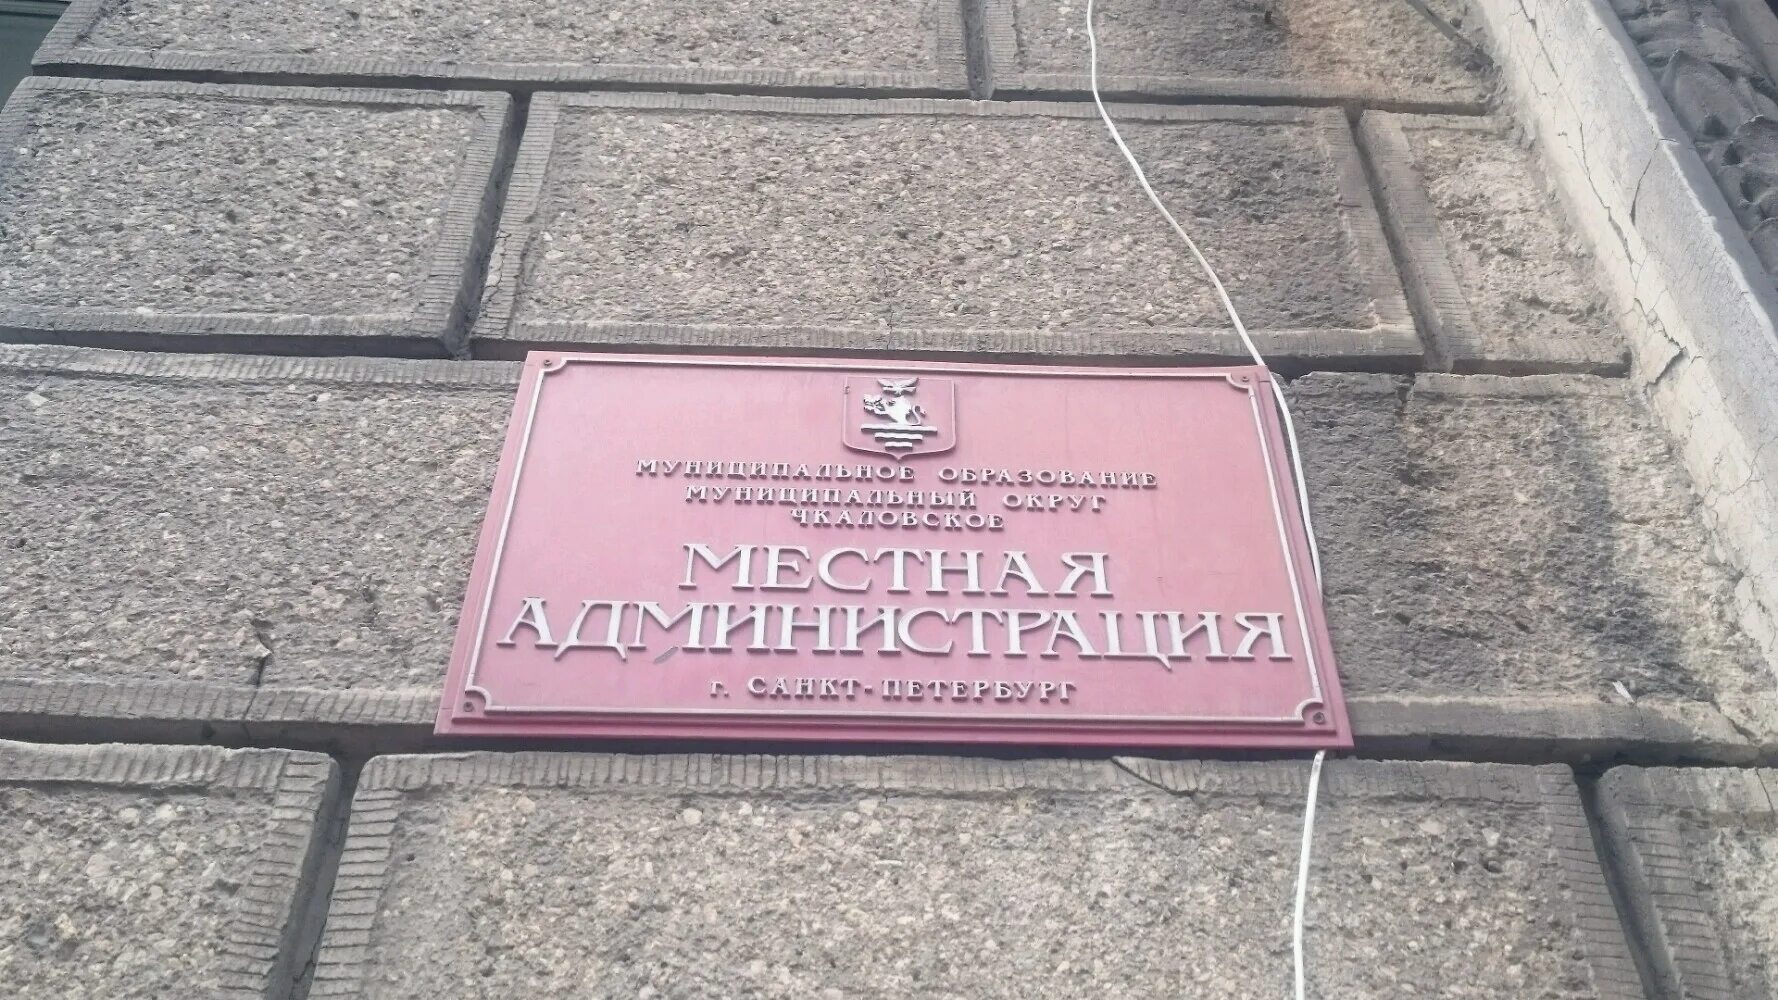 МУНИЦИПАЛЬНОЕ ОБРАЗОВАНИЕ
МУНИЦИПАЛЬНЫЙ ОКРУГ
ЧКАЛОВСКОЕ
МЕСТНАЯ
АДМИНИСТРАЦИЯ
г. САНКТ-ПЕТЕРБУРГ